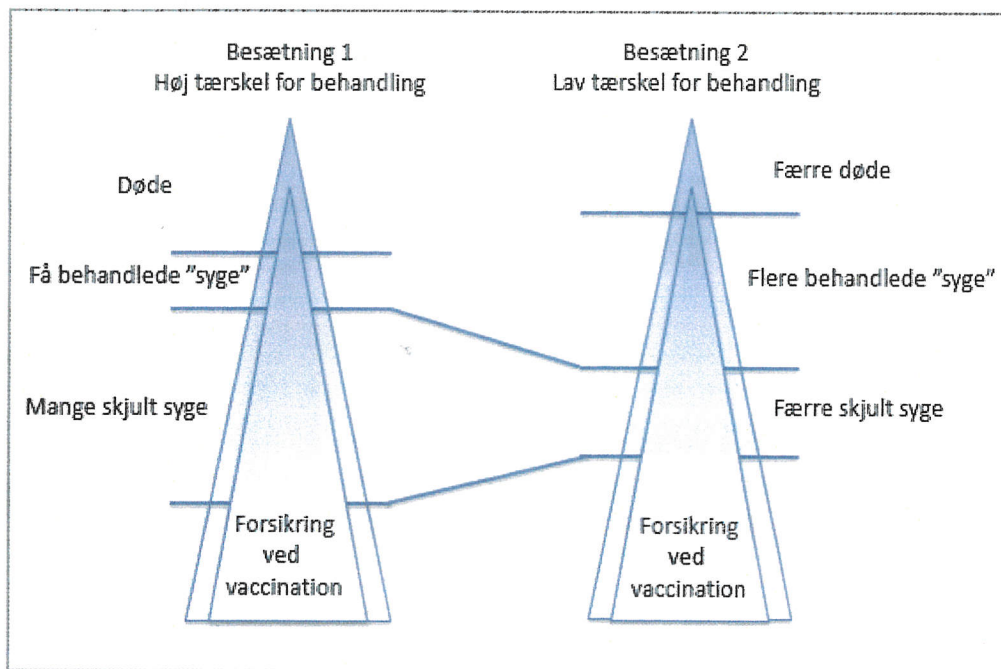 Besætning 1
Høj tærskel for behandling
Besætning 2
Lav tærskel for behandling
Døde
Færre døde
Få behandlede ”syge”
Flere behandlede ”syge”
Mange skjult syge
Færre skjult syge
Forsikring
ved
vaccination
Forsikring
ved
vaccination